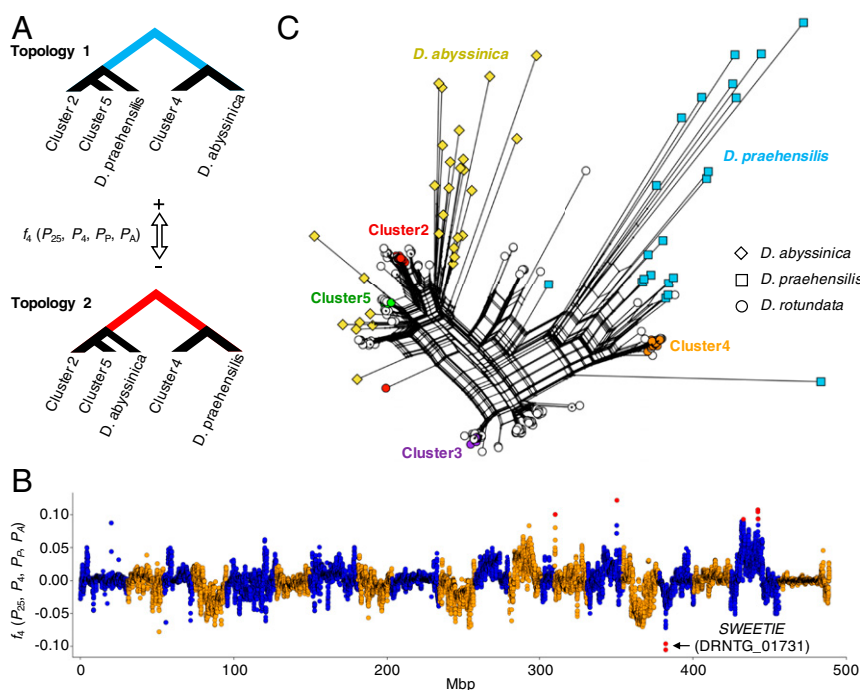 A
Topology 1
Cluster 2
Cluster 5
D. praehensilis
Cluster 4
D. abyssinica
+
f4 (P25, P4, PP, PA)
-
Topology 2
Cluster 2
Cluster 5
D. abyssinica
Cluster 4
D. praehensilis
C
D. abyssinica
D. praehensilis
Cluster2
Cluster5
Cluster4
Cluster3
D. abyssinica
D. praehensilis
D. rotundata
B
f4 (P25, P4, PP, PA)
0.10
0.05
0.00
-0.05
-0.10
SWEETIE
(DRNTG_01731)
0
100
200
300
400
500
Mbp